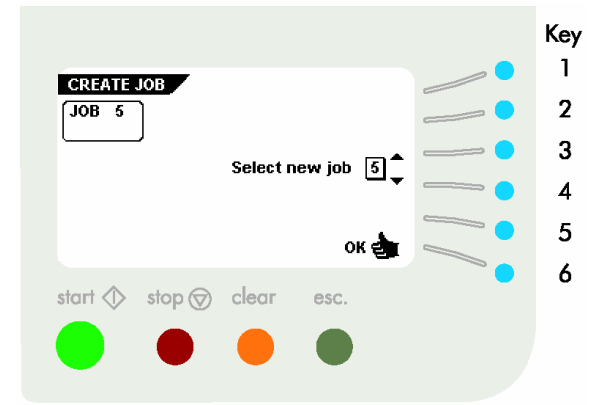 Key
1
CREATE JOB
JOB 5
2
Select new job 5
3
4
5
OK
6
start stop clear esc.